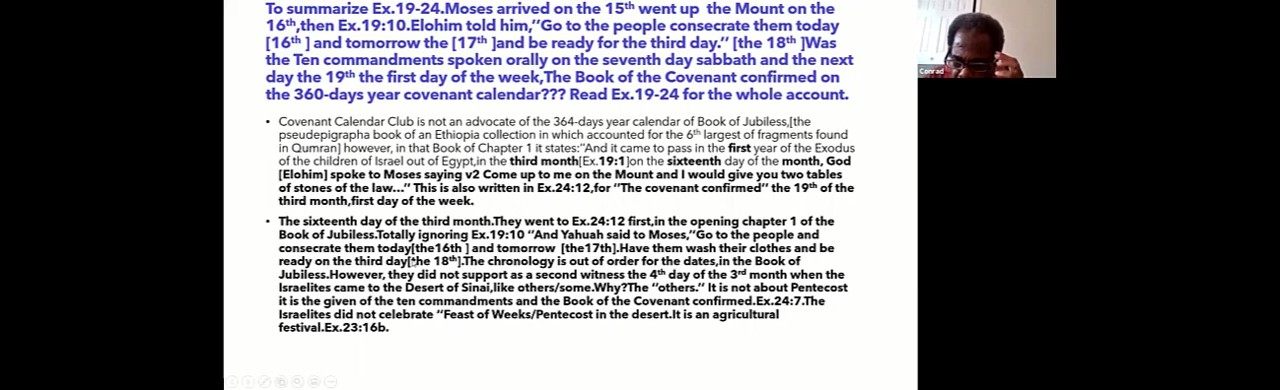 To summarize Ex.19-24.Moses arrived on the 15th went up the Mount on the
16th,then Ex.19:10.Elohim told him,"Go to the people consecrate them today
[16th ] and tomorrow the [17th ]and be ready for the third day." [the 18th ]Was
the Ten commandments spoken orally on the seventh day sabbath and the next
day the 19th the first day of the week,The Book of the Covenant confirmed on
the 360-days year covenant calendar??? Read Ex.19-24 for the whole account.
• Covenant Calendar Club is not an advocate of the 364-days year calendar of Book of Jubiless,[the
pseudepigrapha book of an Ethiopia collection in which accounted for the 6th largest of fragments found
in Qumran] however, in that Book of Chapter 1 it states:"And it came to pass in the first year of the Exodus
of the children of Israel out of Egypt,in the third month[Ex.19:1]on the sixteenth day of the month, God
[Elohim] spoke to Moses saying v2 Come up to me on the Mount and I would give you two tables
of stones of the law..." This is also written in Ex.24:12,for "The covenant confirmed" the 19th of the
third month,first day of the week.
• The sixteenth day of the third month.They went to Ex.24:12 first,in the opening chapter 1 of the
Book of Jubiless.Totally ignoring Ex.19:10 "And Yahuah said to Moses,"Go to the people and
consecrate them today[the16th ] and tomorrow [the17th].Have them wash their clothes and be
ready on the third day[the 18th].The chronology is out of order for the dates,in the Book of
Jubiless.However, they did not support as a second witness the 4th day of the 3rd month when the
Israelites came to the Desert of Sinai,like others/some.Why?The "others." It is not about Pentecost
it is the given of the ten commandments and the Book of the Covenant confirmed.Ex.24:7.The
Israelites did not celebrate "Feast of Weeks/Pentecost in the desert.It is an agricultural
festival.Ex.23:16b.
Conrad